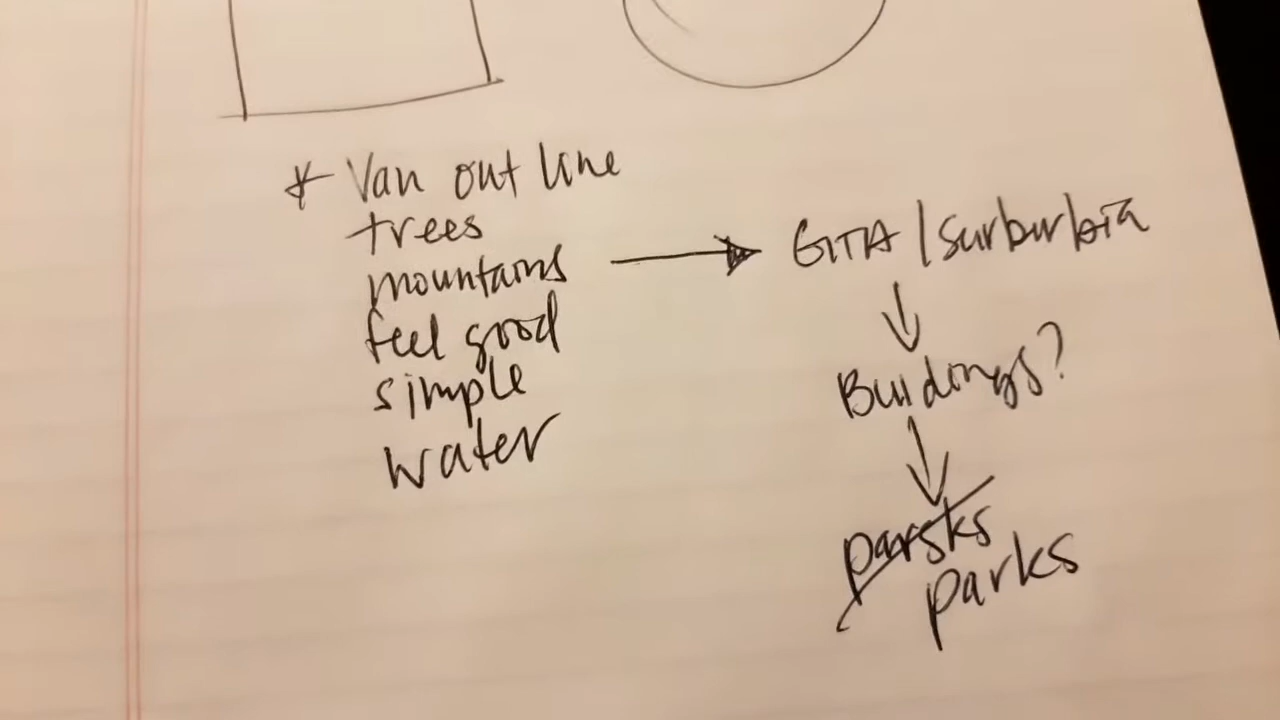 * Van out line
trees
mountains
feel good
simple
water
GTA / Surburbia
Buildings?
parsks
parks